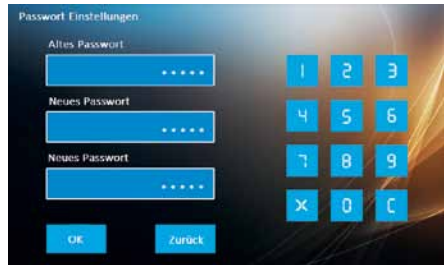 Passwort Einstellungen
Altes Passwort
•••••
Neues Passwort
•••••
Neues Passwort
•••••
1 2 3
4 5 6
7 8 9
X 0 C
OK Zurück